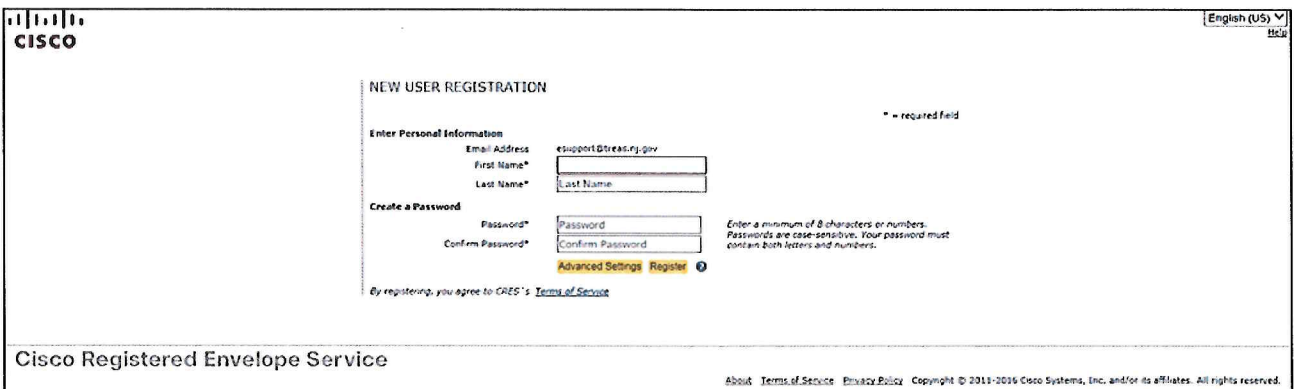 English (US)
Help
CISCO
NEW USER REGISTRATION
* = required field
Enter Personal Information
Email Address esupport@treas.nj.gov
First Name*
Last Name* Last Name
Create a Password
Password* Password
Enter a minimum of 8 characters or numbers.
Passwords are case-sensitive. Your password must
contain both letters and numbers.
Confirm Password* Confirm Password
Advanced Settings Register ?
By registering, you agree to CRES's Terms of Service
Cisco Registered Envelope Service
About Terms of Service Privacy Policy Copyright © 2011-2016 Cisco Systems, Inc. and/or its affiliates. All rights reserved.